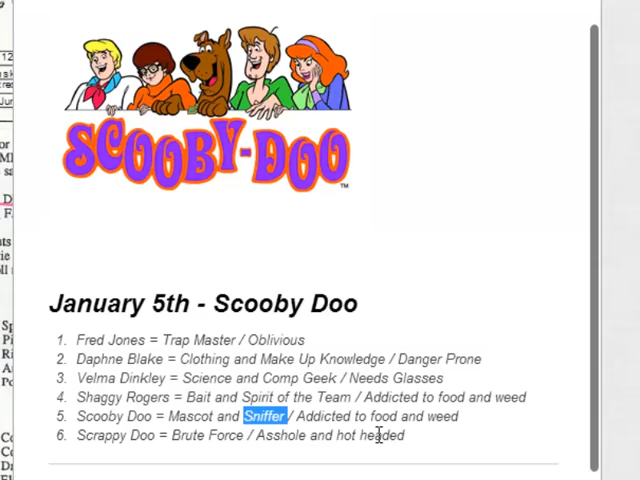 SCOOBY-DOO
TM
January 5th - Scooby Doo
1. Fred Jones = Trap Master / Oblivious
2. Daphne Blake = Clothing and Make Up Knowledge / Danger Prone
3. Velma Dinkley = Science and Comp Geek / Needs Glasses
4. Shaggy Rogers = Bait and Spirit of the Team / Addicted to food and weed
5. Scooby Doo = Mascot and Sniffer / Addicted to food and weed
6. Scrappy Doo = Brute Force / Asshole and hot headed